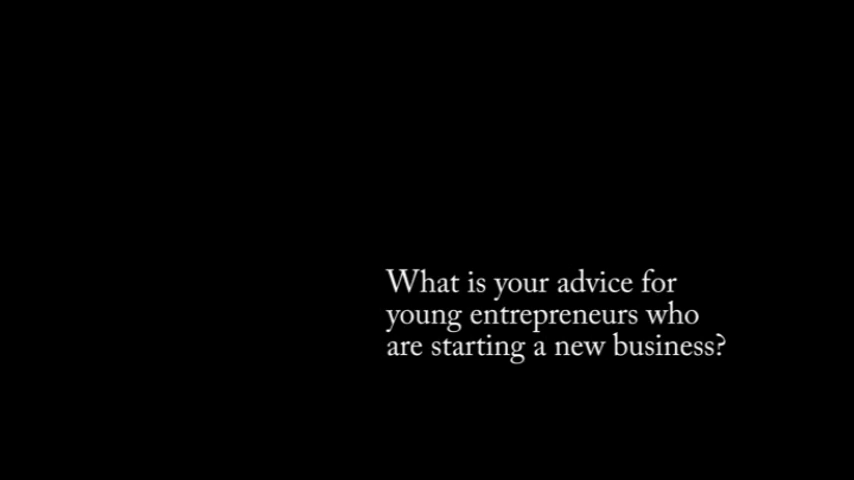 What is your advice for
young entrepreneurs who
are starting a new business?